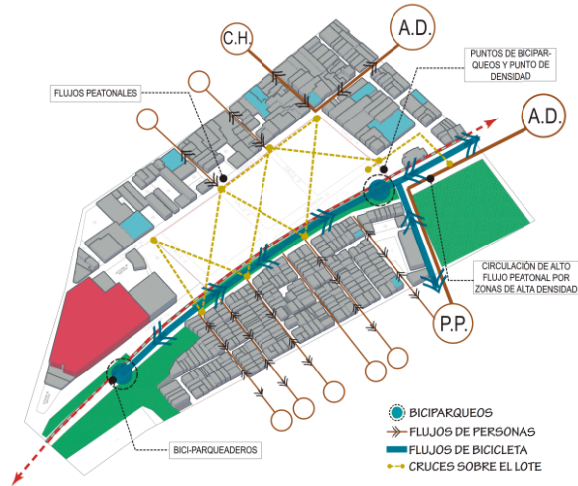 C.H.
A.D.
PUNTOS DE BICIPAR-
QUEOS Y PUNTO DE
DENSIDAD
FLUJOS PEATONALES
A.D.
CIRCULACIÓN DE ALTO
FLUJO PEATONAL POR
ZONAS DE ALTA DENSIDAD
P.P.
BICI-PARQUEADEROS
BICIPARQUEOS
FLUJOS DE PERSONAS
FLUJOS DE BICICLETA
CRUCES SOBRE EL LOTE